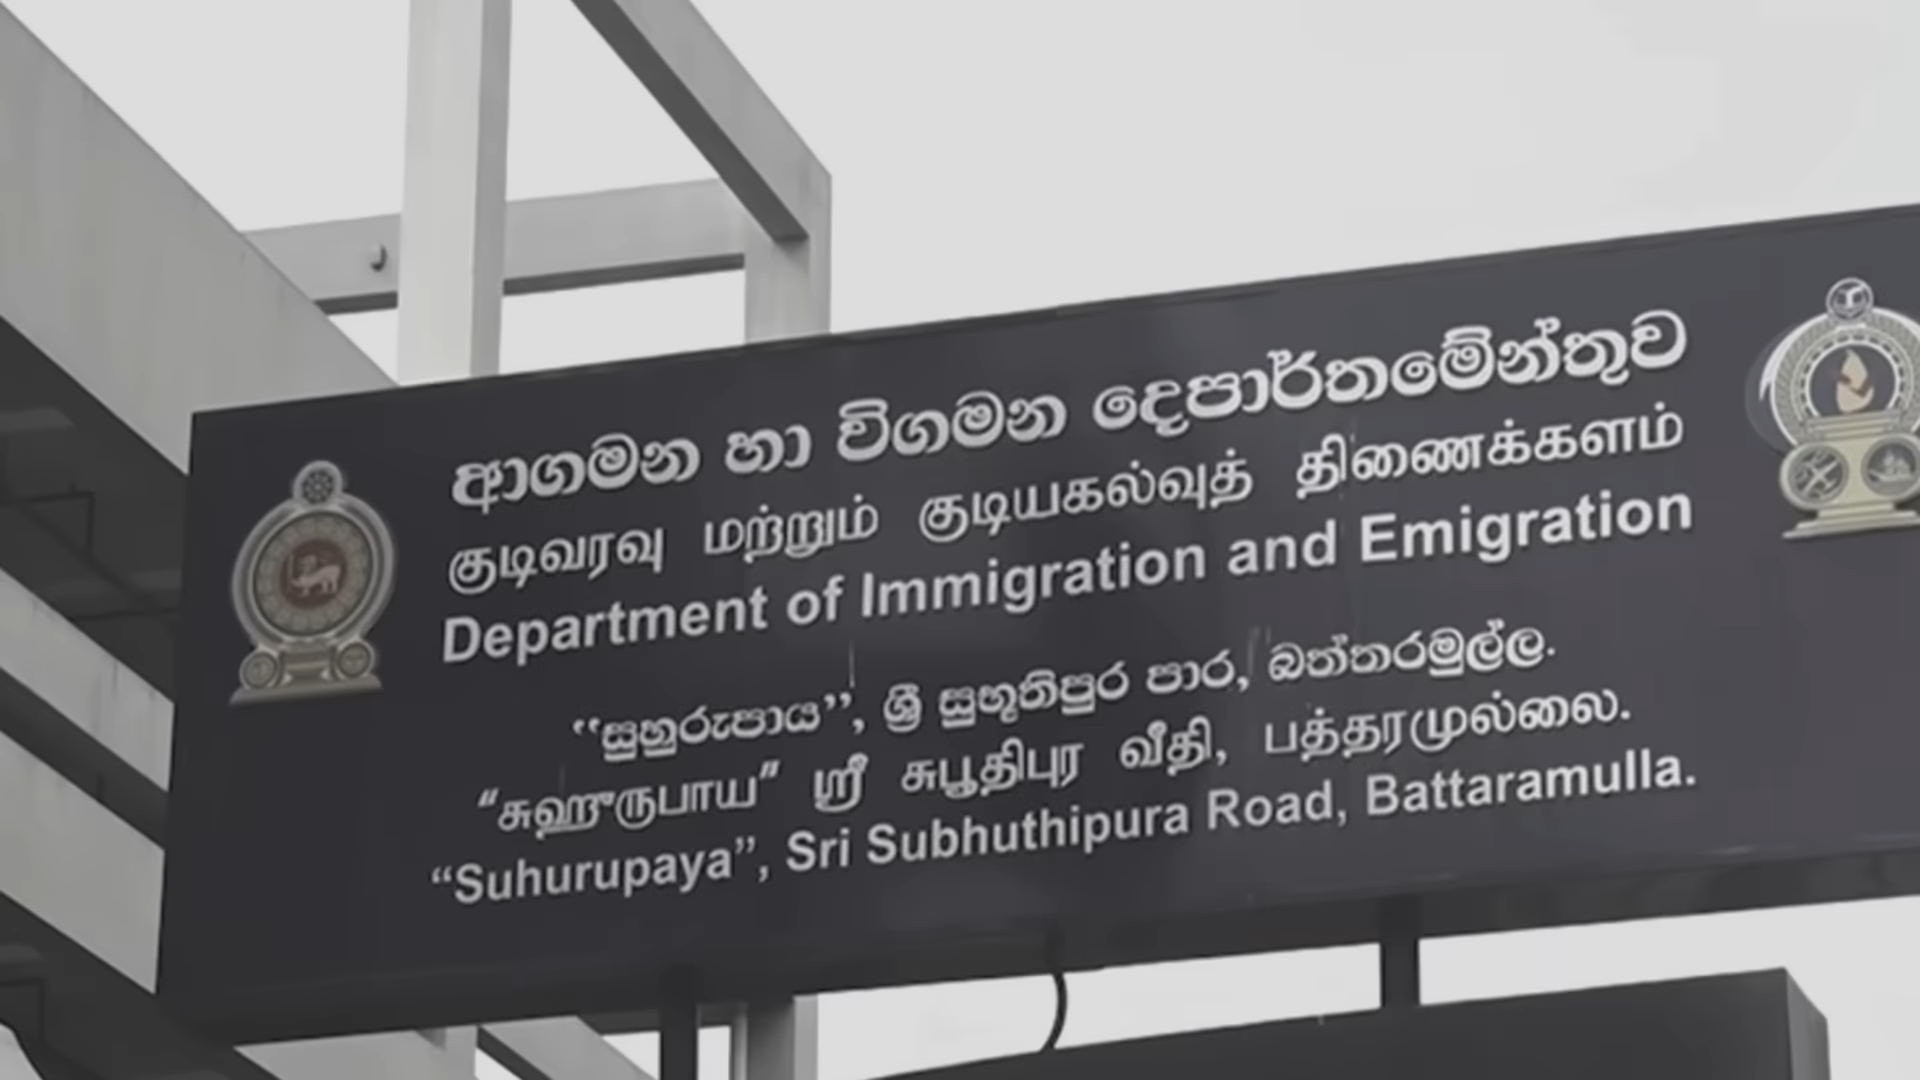 ආගමන හා විගමන දෙපාර්තමේන්තුව
குடிவரவு மற்றும் குடியகல்வுத் திணைக்களம்
Department of Immigration and Emigration
“සුහුරුපාය”, ශ්‍රී සුභූතිපුර පාර, බත්තරමුල්ල.
“சுஹுருபாய” ஸ்ரீ சுபூதிபுர வீதி, பத்தரமுல்லை.
“Suhurupaya”, Sri Subhuthipura Road, Battaramulla.